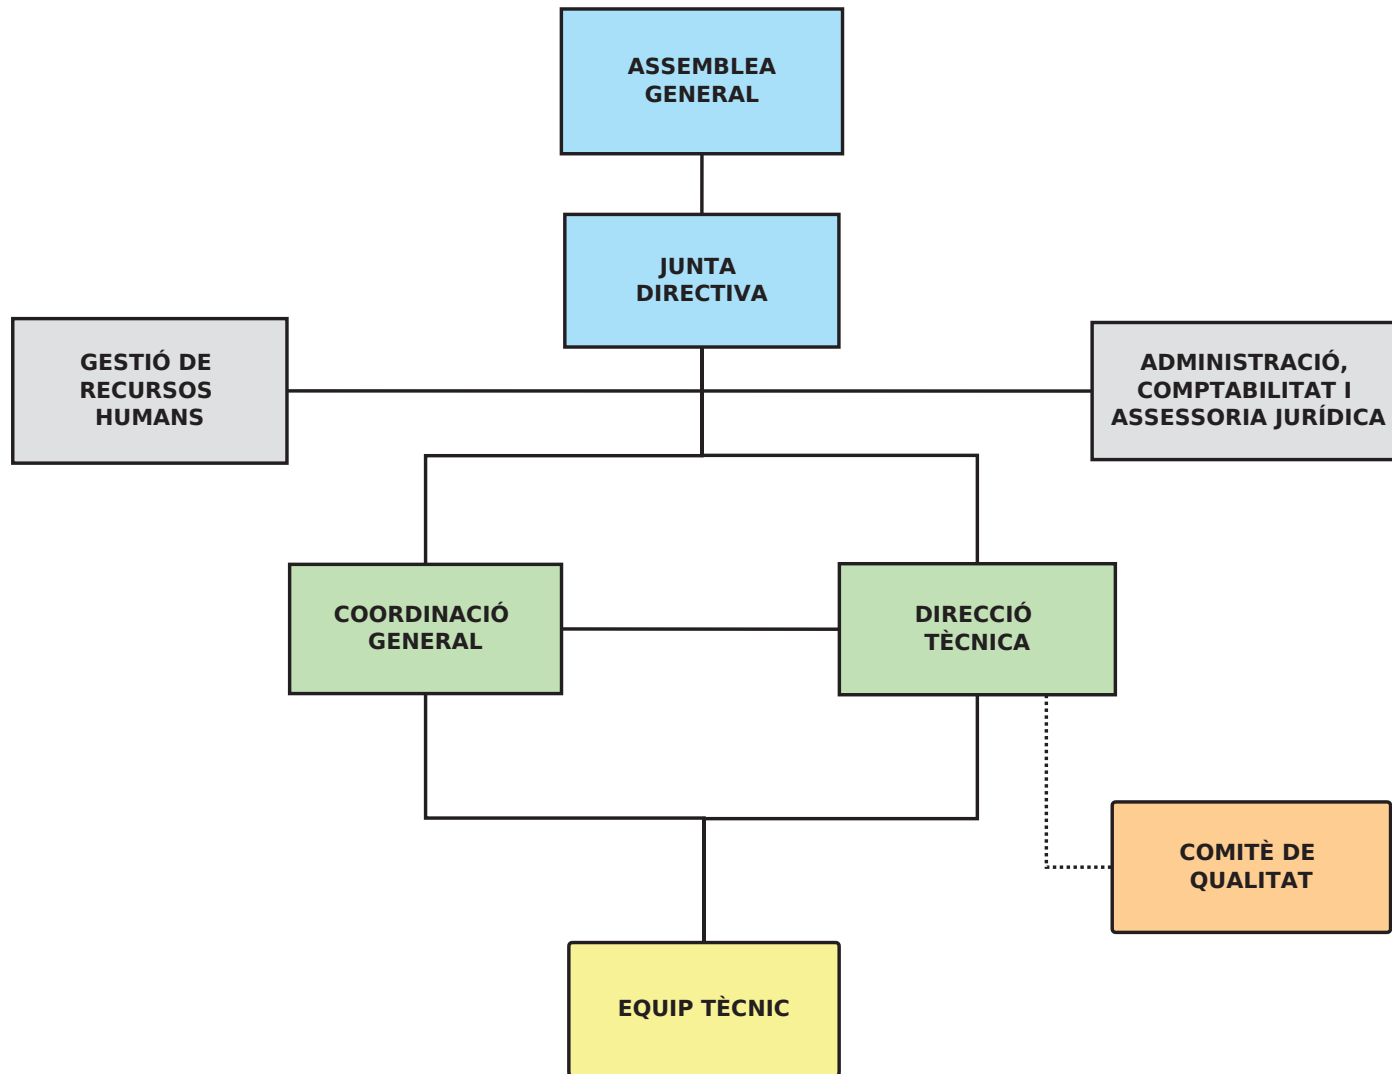 ASSEMBLEA
GENERAL
JUNTA
DIRECTIVA
GESTIÓ DE
RECURSOS
HUMANS
ADMINISTRACIÓ,
COMPTABILITAT I
ASSESSORIA JURÍDICA
COORDINACIÓ
GENERAL
DIRECCIÓ
TÈCNICA
COMITÈ DE
QUALITAT
EQUIP TÈCNIC